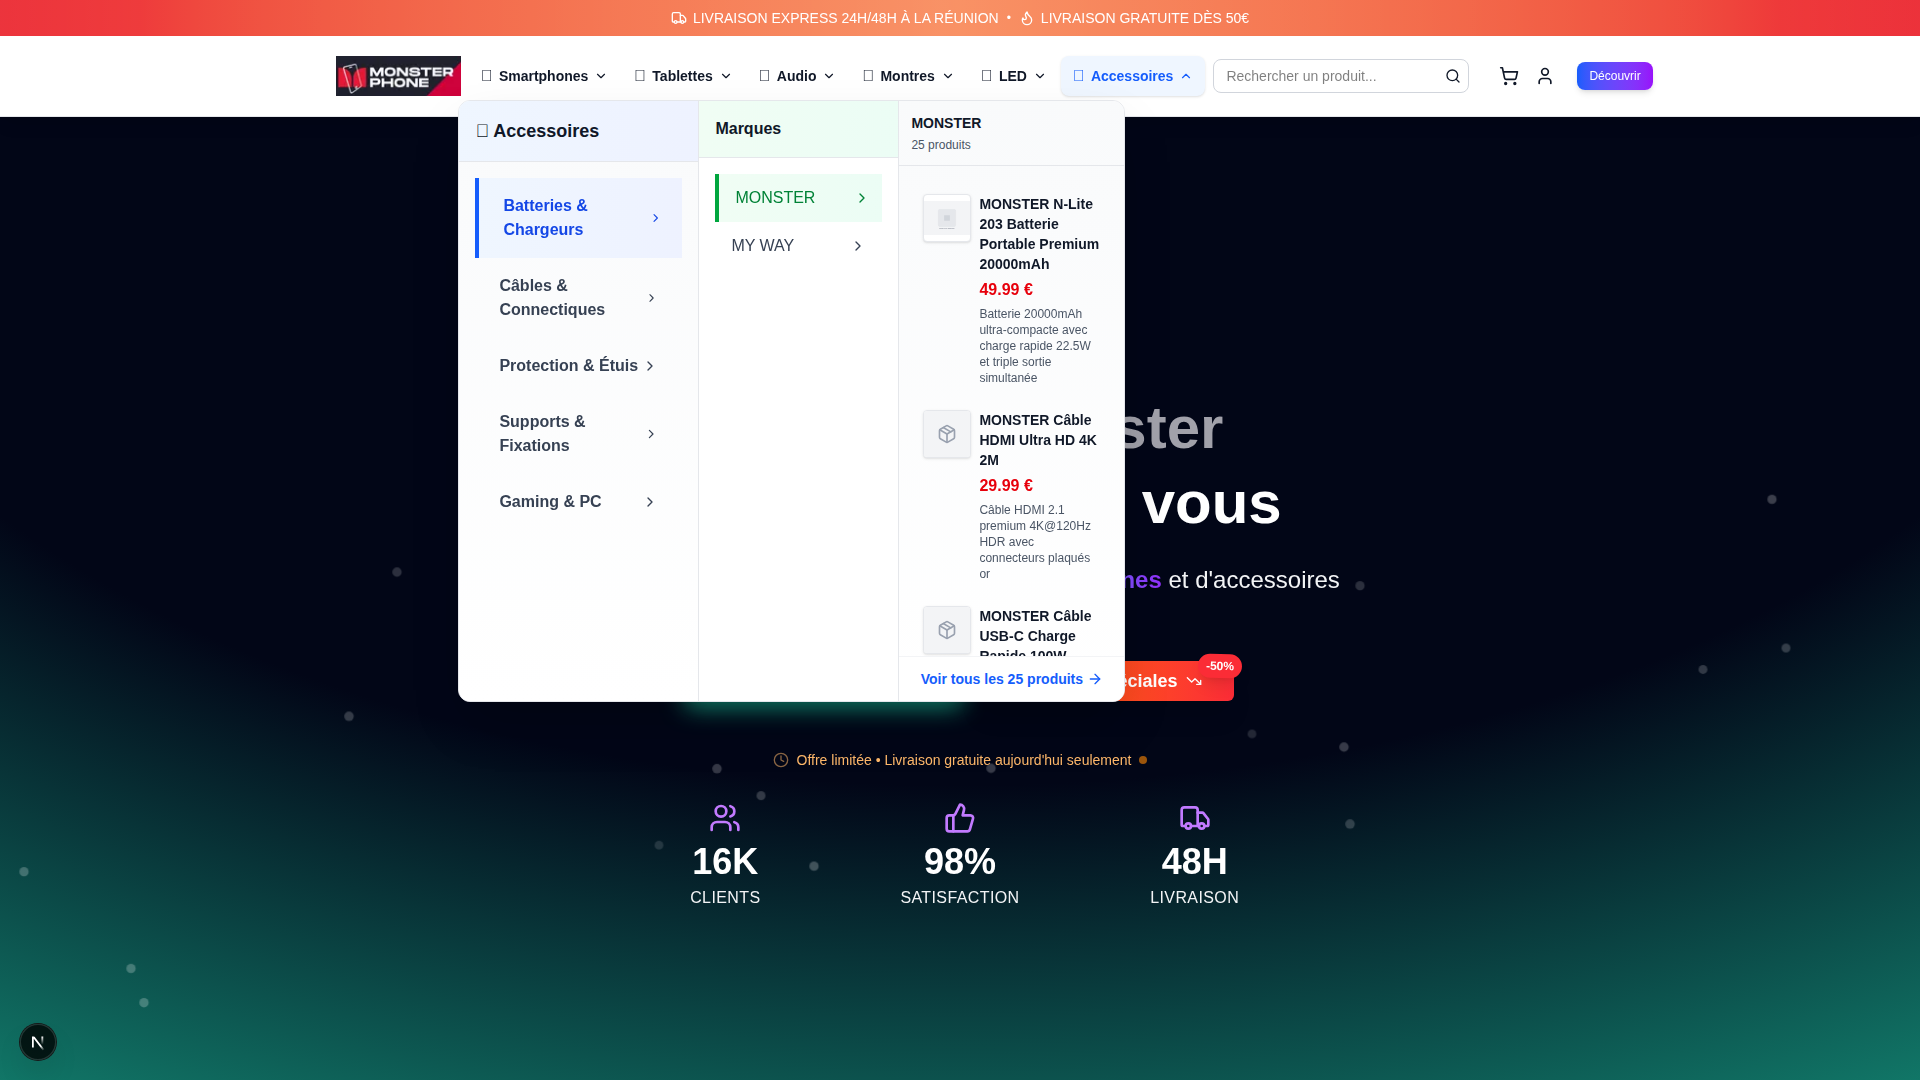 LIVRAISON EXPRESS 24H/48H À LA RÉUNION • LIVRAISON GRATUITE DÈS 50€
MONSTER
PHONE
Smartphones
Tablettes
Audio
Montres
LED
Accessoires
Rechercher un produit...
Découvrir
Accessoires
Batteries &
Chargeurs
Câbles &
Connectiques
Protection & Étuis
Supports &
Fixations
Gaming & PC
Marques
MONSTER
MY WAY
MONSTER
25 produits
MONSTER N-Lite
203 Batterie
Portable Premium
20000mAh
49.99 €
Batterie 20000mAh
ultra-compacte avec
charge rapide 22.5W
et triple sortie
simultanée
MONSTER Câble
HDMI Ultra HD 4K
2M
29.99 €
Câble HDMI 2.1
premium 4K@120Hz
HDR avec
connecteurs plaqués
or
MONSTER Câble
USB-C Charge
Rapide 100W
Voir tous les 25 produits
ster
vous
nes et d'accessoires
éciales
-50%
Offre limitée • Livraison gratuite aujourd'hui seulement
16K
CLIENTS
98%
SATISFACTION
48H
LIVRAISON
N